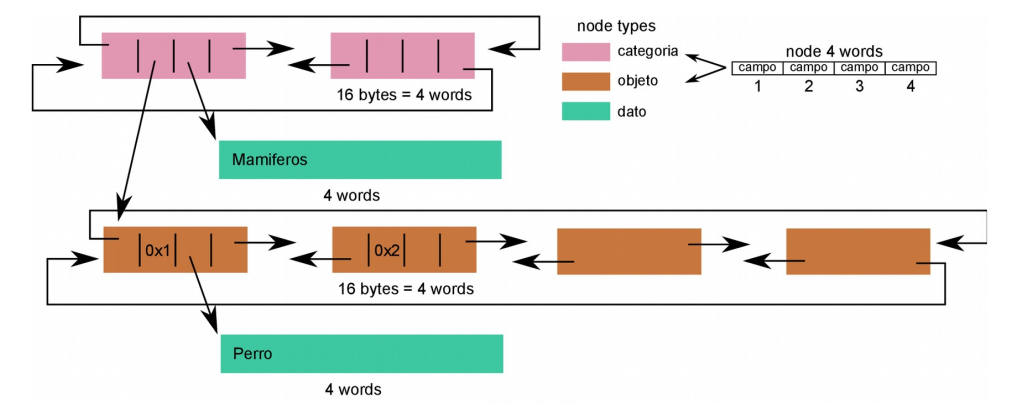 node types
categoria
objeto
dato
node 4 words
campo campo campo campo
1 2 3 4
16 bytes = 4 words
Mamiferos
4 words
0x1
0x2
16 bytes = 4 words
Perro
4 words